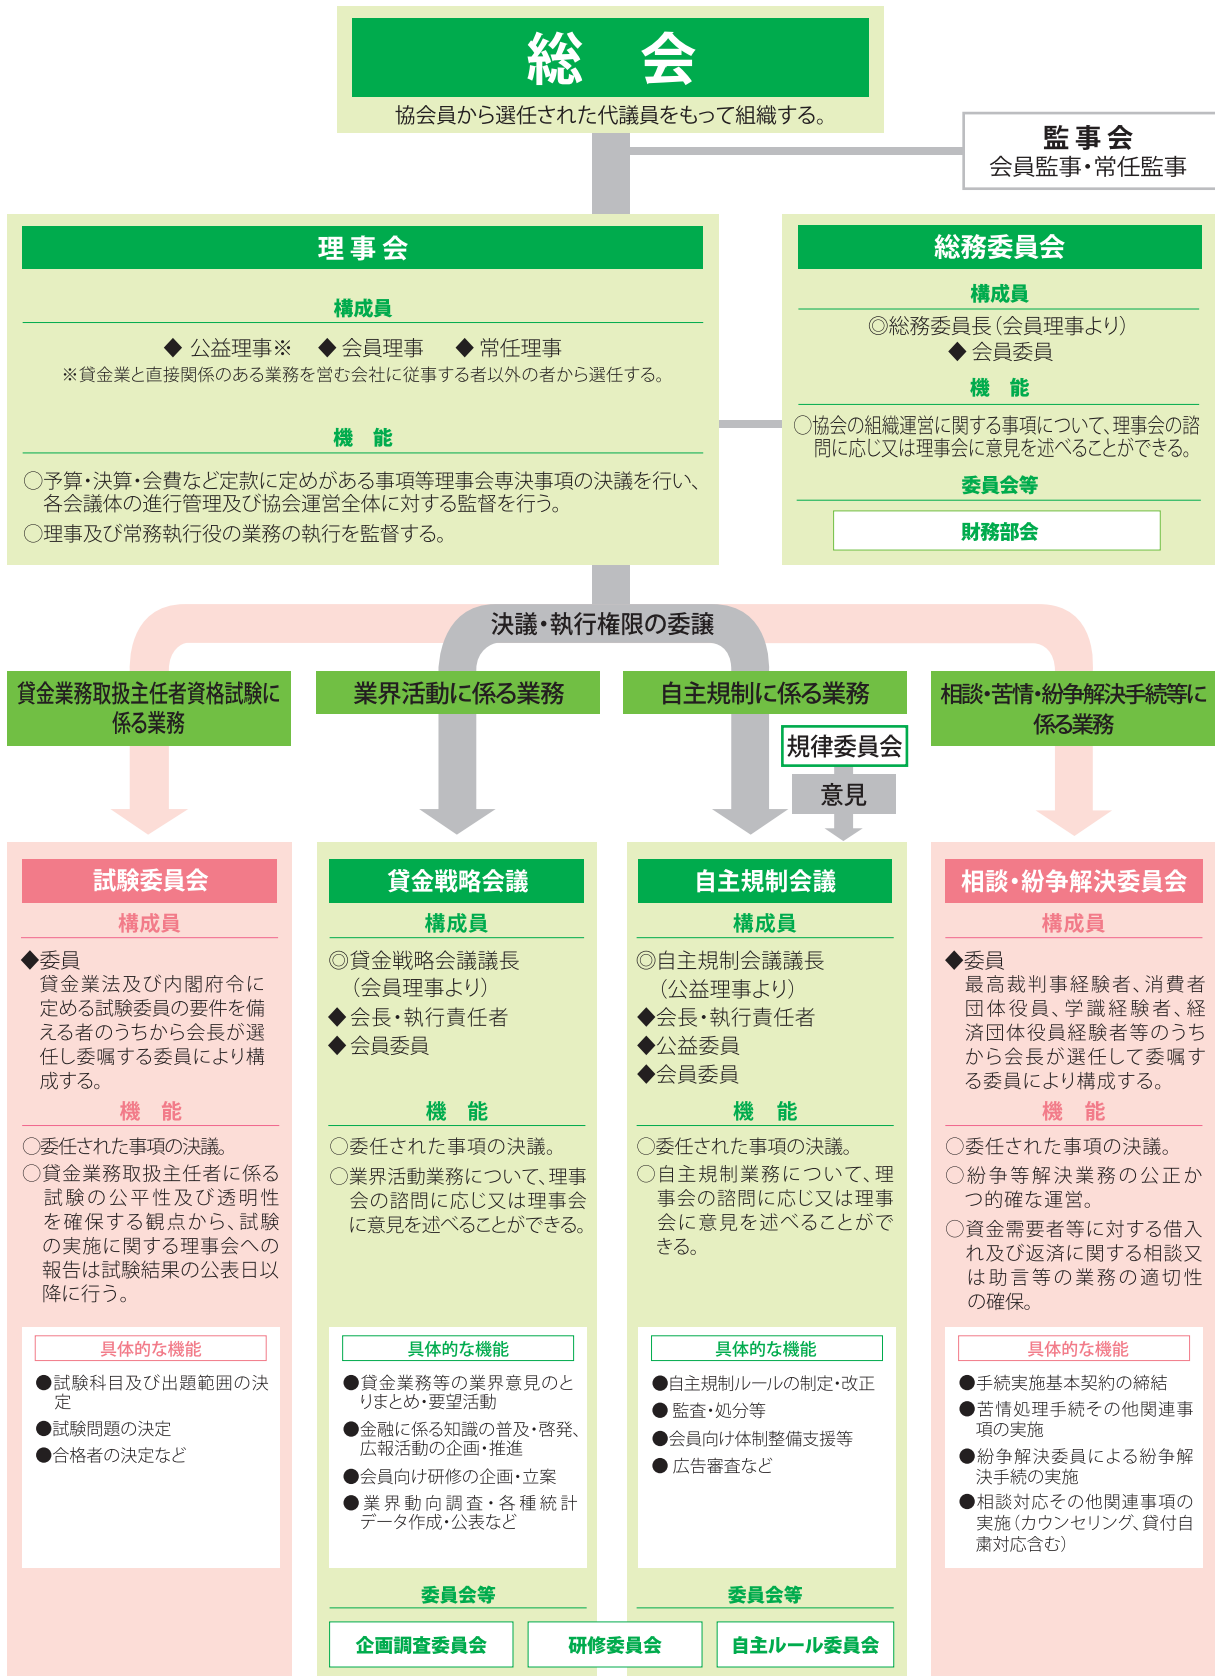 総　会
協会員から選任された代議員をもって組織する。
監 事 会
会員監事・常任監事
理 事 会
構成員
◆ 公益理事※　◆ 会員理事　◆ 常任理事
※貸金業と直接関係のある業務を営む会社に従事する者以外の者から選任する。
機　能
○予算・決算・会費など定款に定めがある事項等理事会専決事項の決議を行い、
各会議体の進行管理及び協会運営全体に対する監督を行う。
○理事及び常務執行役の業務の執行を監督する。
総務委員会
構成員
◎総務委員長（会員理事より）
◆ 会員委員
機　能
○協会の組織運営に関する事項について、理事会の諮
問に応じ又は理事会に意見を述べることができる。
委員会等
財務部会
決議・執行権限の委譲
貸金業務取扱主任者資格試験に
係る業務
業界活動に係る業務
自主規制に係る業務
相談・苦情・紛争解決手続等に
係る業務
規律委員会
意見
試験委員会
構成員
◆委員
貸金業法及び内閣府令に
定める試験委員の要件を備
える者のうちから会長が選
任し委嘱する委員により構
成する。
機　能
○委任された事項の決議。
○貸金業務取扱主任者に係る
試験の公平性及び透明性
を確保する観点から、試験
の実施に関する理事会への
報告は試験結果の公表日以
降に行う。
具体的な機能
●試験科目及び出題範囲の決
定
●試験問題の決定
●合格者の決定など
貸金戦略会議
構成員
◎貸金戦略会議議長
（会員理事より）
◆会長・執行責任者
◆会員委員
機　能
○委任された事項の決議。
○業界活動業務について、理事
会の諮問に応じ又は理事会
に意見を述べることができる。
具体的な機能
●貸金業務等の業界意見のと
りまとめ・要望活動
●金融に係る知識の普及・啓発、
広報活動の企画・推進
●会員向け研修の企画・立案
●業界動向調査・各種統計
データ作成・公表など
委員会等
企画調査委員会
研修委員会
自主規制会議
構成員
◎自主規制会議議長
（公益理事より）
◆会長・執行責任者
◆公益委員
◆会員委員
機　能
○委任された事項の決議。
○自主規制業務について、理
事会の諮問に応じ又は理事
会に意見を述べることがで
きる。
具体的な機能
●自主規制ルールの制定・改正
● 監査・処分等
●会員向け体制整備支援等
● 広告審査など
委員会等
自主ルール委員会
相談・紛争解決委員会
構成員
◆委員
最高裁判事経験者、消費者
団体役員、学識経験者、経
済団体役員経験者等のうち
から会長が選任して委嘱す
る委員により構成する。
機　能
○委任された事項の決議。
○紛争等解決業務の公正か
つ的確な運営。
○資金需要者等に対する借入
れ及び返済に関する相談又
は助言等の業務の適切性
の確保。
具体的な機能
●手続実施基本契約の締結
●苦情処理手続その他関連事
項の実施
●紛争解決委員による紛争解
決手続の実施
●相談対応その他関連事項の
実施（カウンセリング、貸付自
粛対応含む）